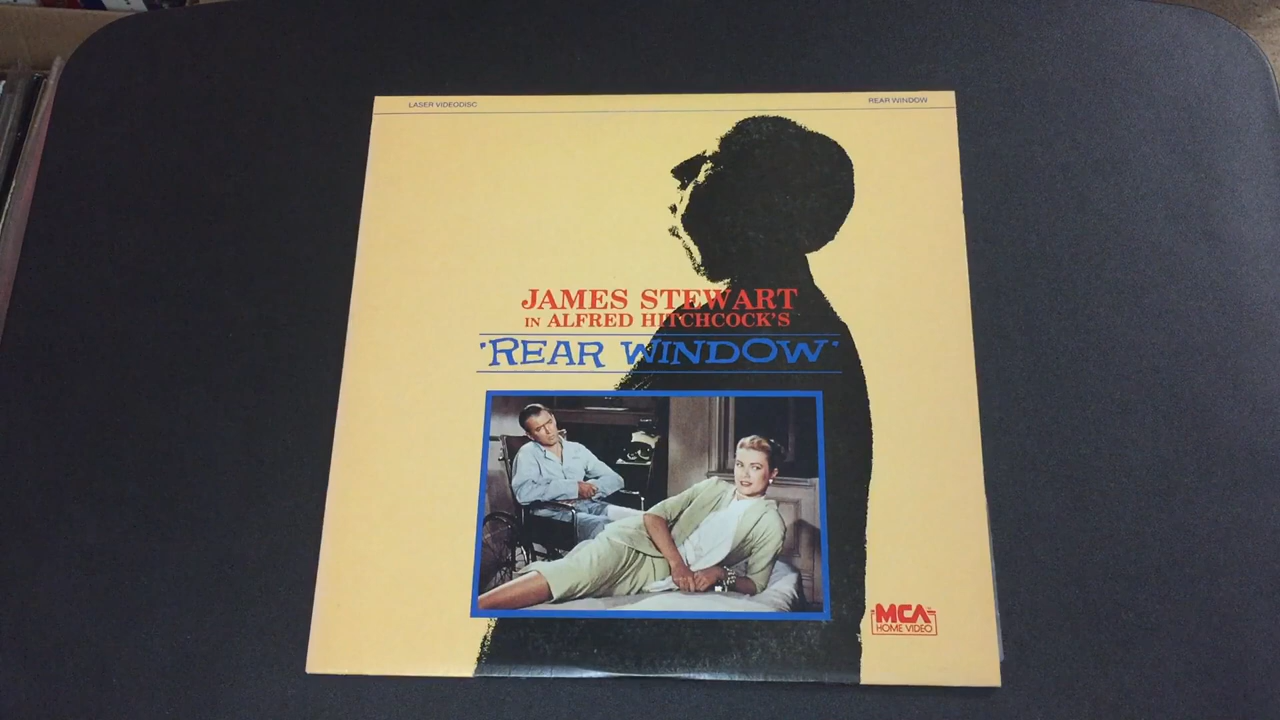 LASER VIDEODISC
REAR WINDOW
JAMES STEWART
IN ALFRED HITCHCOCK'S
'REAR WINDOW'
MCA
HOME VIDEO